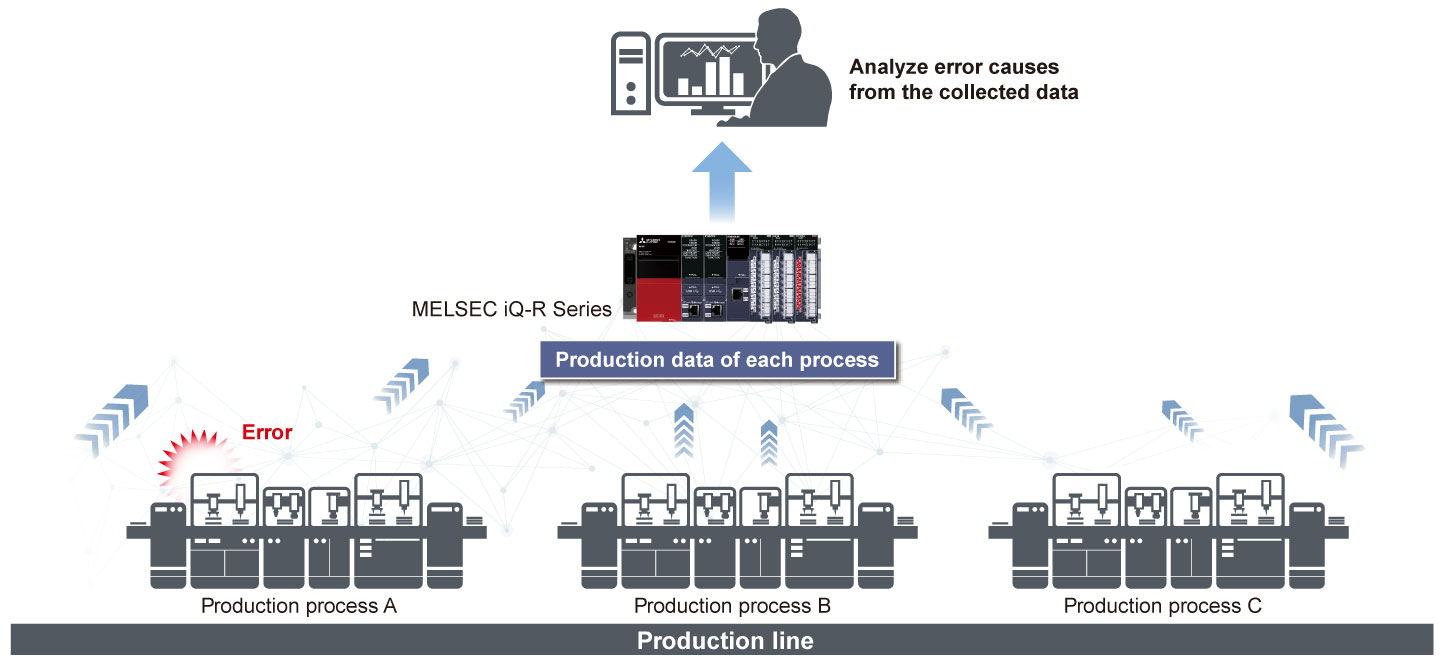 Analyze error causes
from the collected data
MELSEC iQ-R Series
Production data of each process
Error
Production process A
Production process B
Production process C
Production line